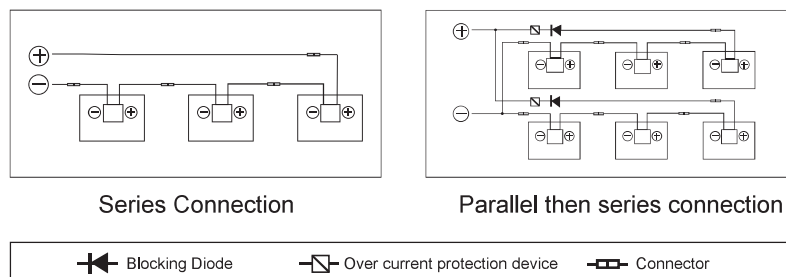 Series Connection
Parallel then series connection
Blocking Diode
Over current protection device
Connector